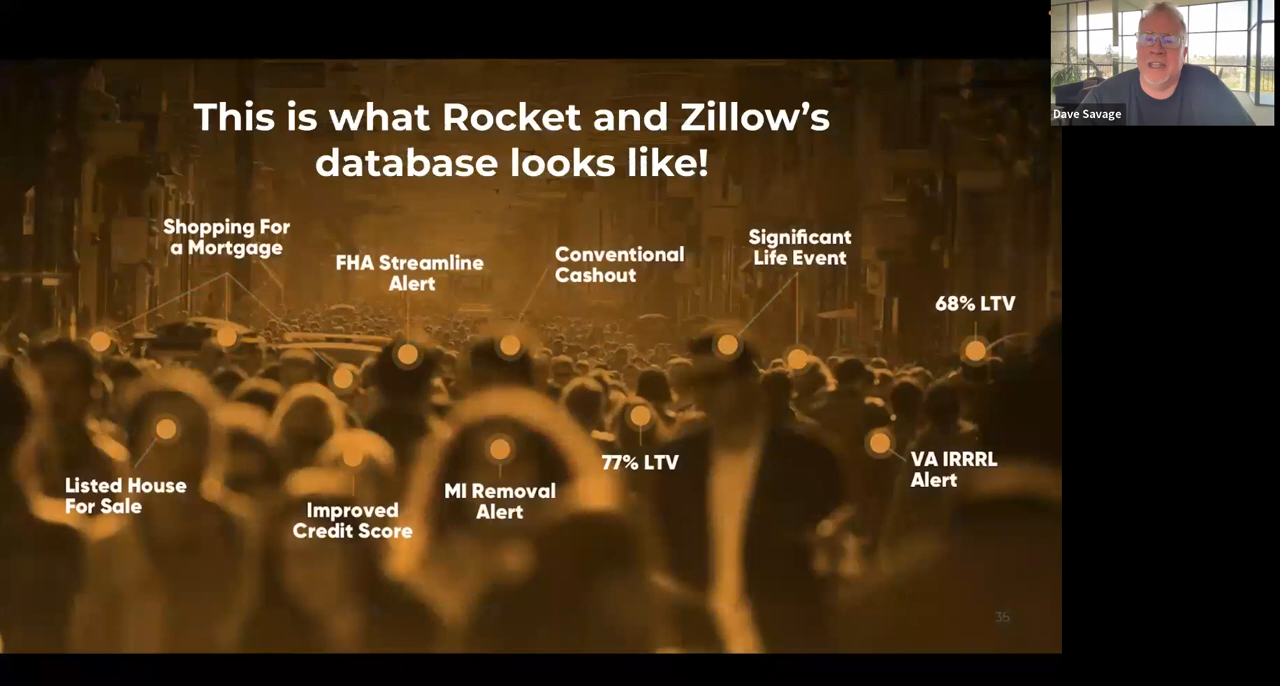 This is what Rocket and Zillow’s
database looks like!
Dave Savage
Shopping For
a Mortgage
FHA Streamline
Alert
Conventional
Cashout
Significant
Life Event
68% LTV
Listed House
For Sale
Improved
Credit Score
MI Removal
Alert
77% LTV
VA IRRRL
Alert
35